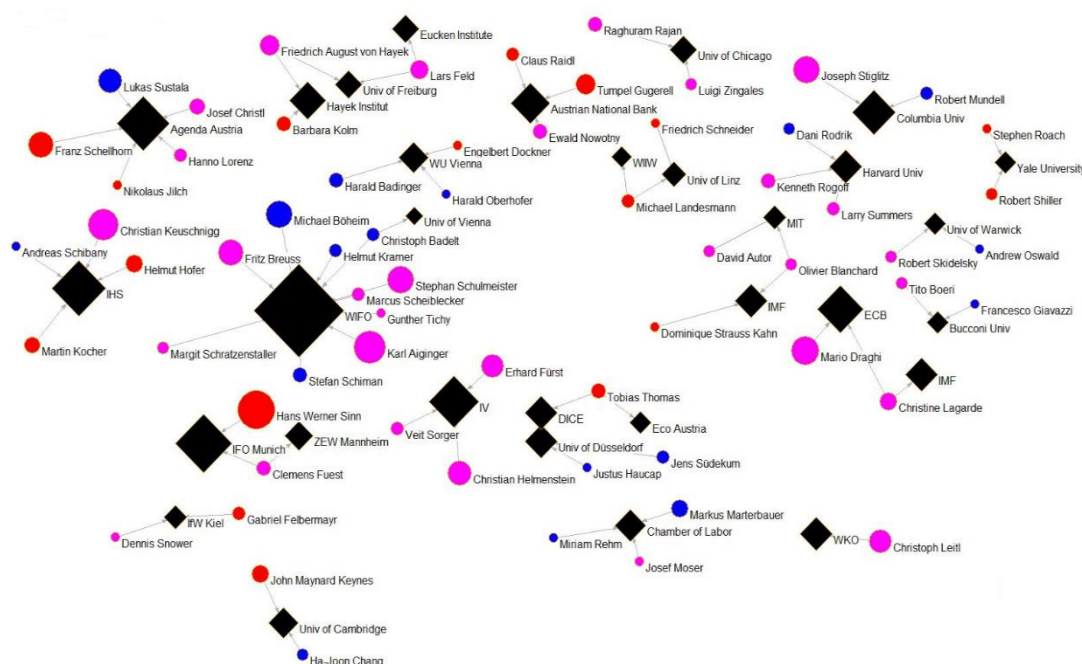 Eucken Institute
Raghuram Rajan
Friedrich August von Hayek
Claus Raidl
Univ of Chicago
Lars Feld
Joseph Stiglitz
Lukas Sustala
Univ of Freiburg
Tumpel Gugerell
Luigi Zingales
Robert Mundell
Josef Christl
Hayek Institut
Austrian National Bank
Columbia Univ
Agenda Austria
Barbara Kolm
Friedrich Schneider
Dani Rodrik
Stephen Roach
Franz Schellhorn
Ewald Nowotny
Hanno Lorenz
Engelbert Dockner
WIIW
WU Vienna
Harvard Univ
Yale University
Nikolaus Jilch
Harald Badinger
Univ of Linz
Kenneth Rogoff
Harald Oberhofer
Michael Landesmann
Robert Shiller
Larry Summers
Michael Böheim
Univ of Vienna
MIT
Christian Keuschnigg
Christoph Badelt
Univ of Warwick
Andreas Schibany
Fritz Breuss
Helmut Kramer
David Autor
Robert Skidelsky
Andrew Oswald
Helmut Hofer
Olivier Blanchard
Stephan Schulmeister
Tito Boeri
IHS
Marcus Scheiblecker
IMF
Francesco Giavazzi
WIFO
Gunther Tichy
ECB
Dominique Strauss Kahn
Bucconi Univ
Martin Kocher
Margit Schratzenstaller
Karl Aiginger
Mario Draghi
Stefan Schiman
Erhard Fürst
IMF
Tobias Thomas
Christine Lagarde
Hans Werner Sinn
IV
DICE
Eco Austria
IFO Munich
ZEW Mannheim
Veit Sorger
Univ of Düsseldorf
Clemens Fuest
Christian Helmenstein
Justus Haucap
Jens Südekum
IfW Kiel
Gabriel Felbermayr
Markus Marterbauer
Dennis Snower
Miriam Rehm
Chamber of Labor
WKO
Christoph Leitl
Josef Moser
John Maynard Keynes
Univ of Cambridge
Ha-Joon Chang